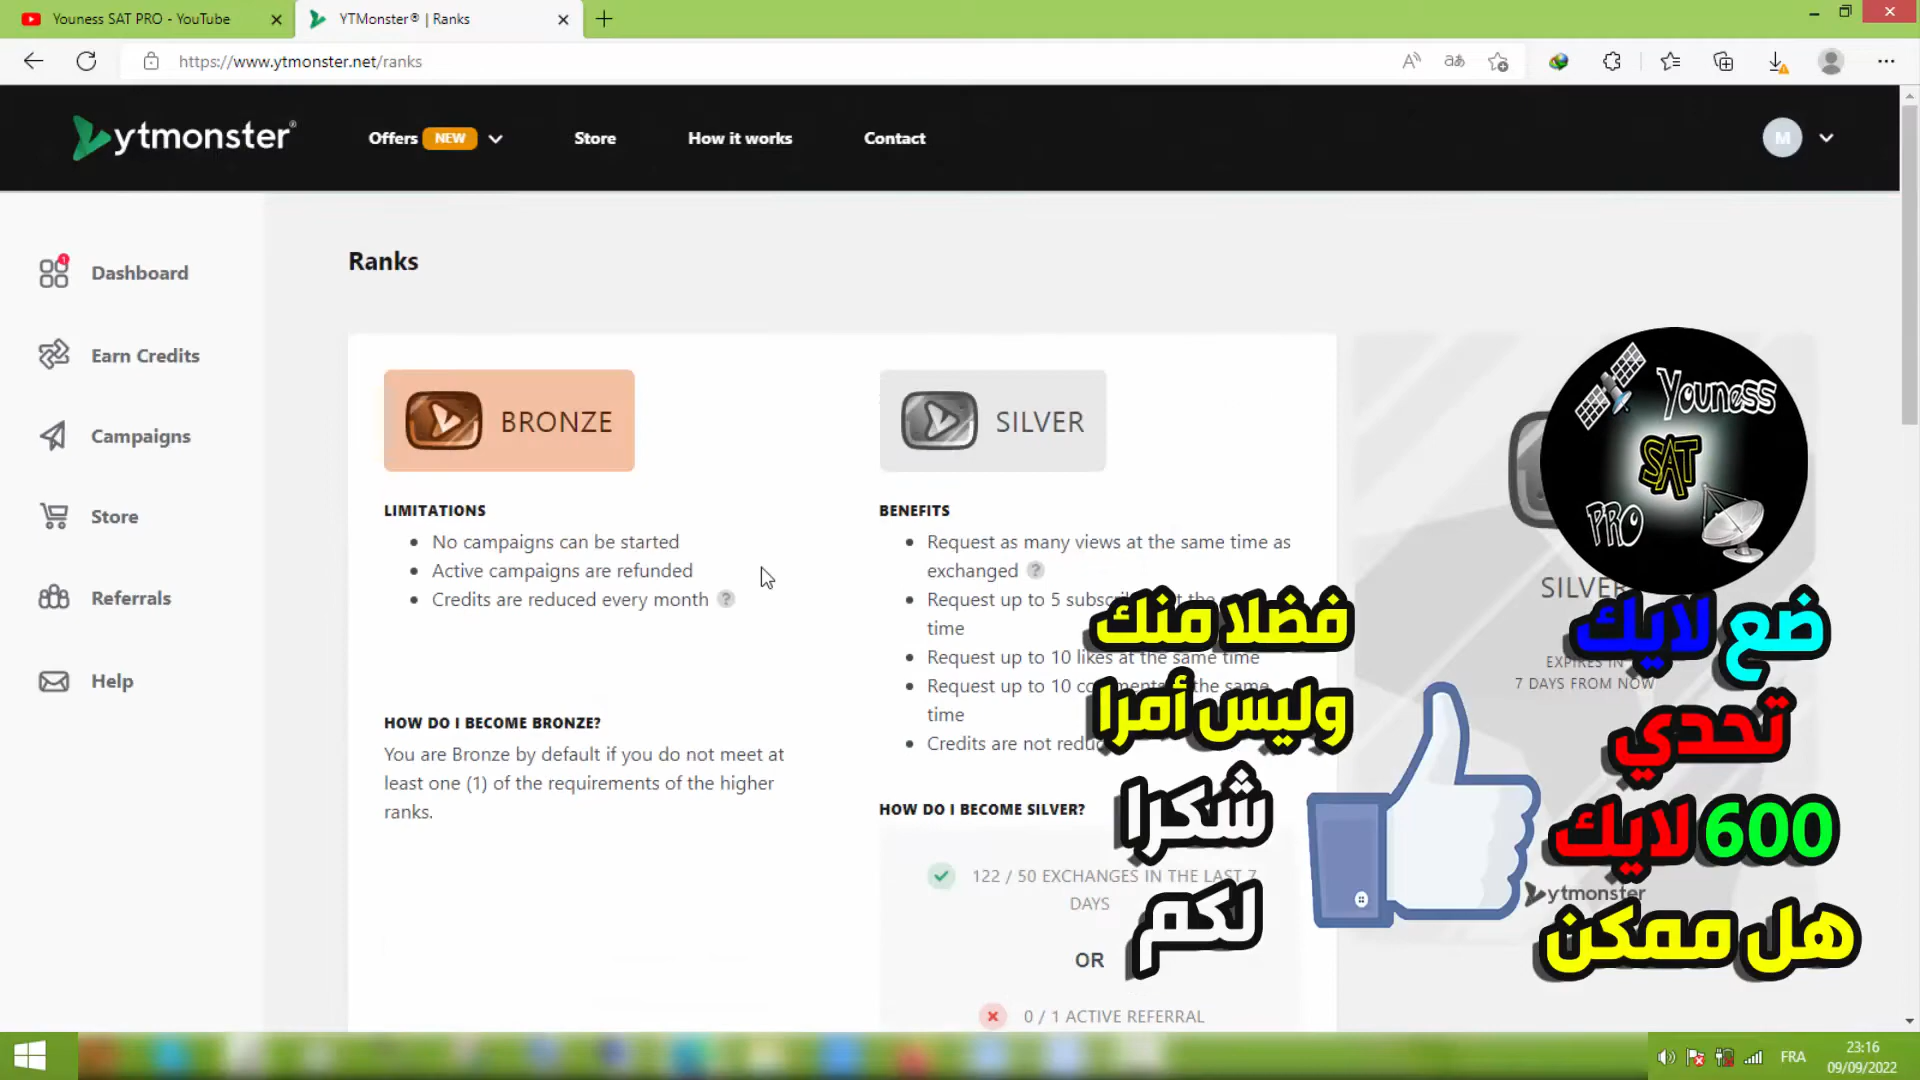 Youness SAT PRO - YouTube
YTMonster® | Ranks
https://www.ytmonster.net/ranks
ytmonster®
Offers NEW
Store
How it works
Contact
M
Dashboard
1
Earn Credits
Campaigns
Store
Referrals
Help
Ranks
BRONZE
LIMITATIONS
No campaigns can be started
Active campaigns are refunded
Credits are reduced every month ?
HOW DO I BECOME BRONZE?
You are Bronze by default if you do not meet at
least one (1) of the requirements of the higher
ranks.
SILVER
BENEFITS
Request as many views at the same time as
exchanged ?
Request up to 5
time
Request up to 10 likes at the same time
Request up to 10 the same
time
Credits are not
HOW DO I BECOME SILVER?
122 / 50 EXCHANGES IN THE LAST 7
DAYS
OR
0 / 1 ACTIVE REFERRAL
Youness
SAT
PRO
SILVER
EXPIRES IN
7 DAYS FROM NOW
ytmonster
فضلا منك
وليس أمرا
شكرا
لكم
ضع لايك
تحدي
600 لايك
هل ممكن
FRA
23:16
09/09/2022